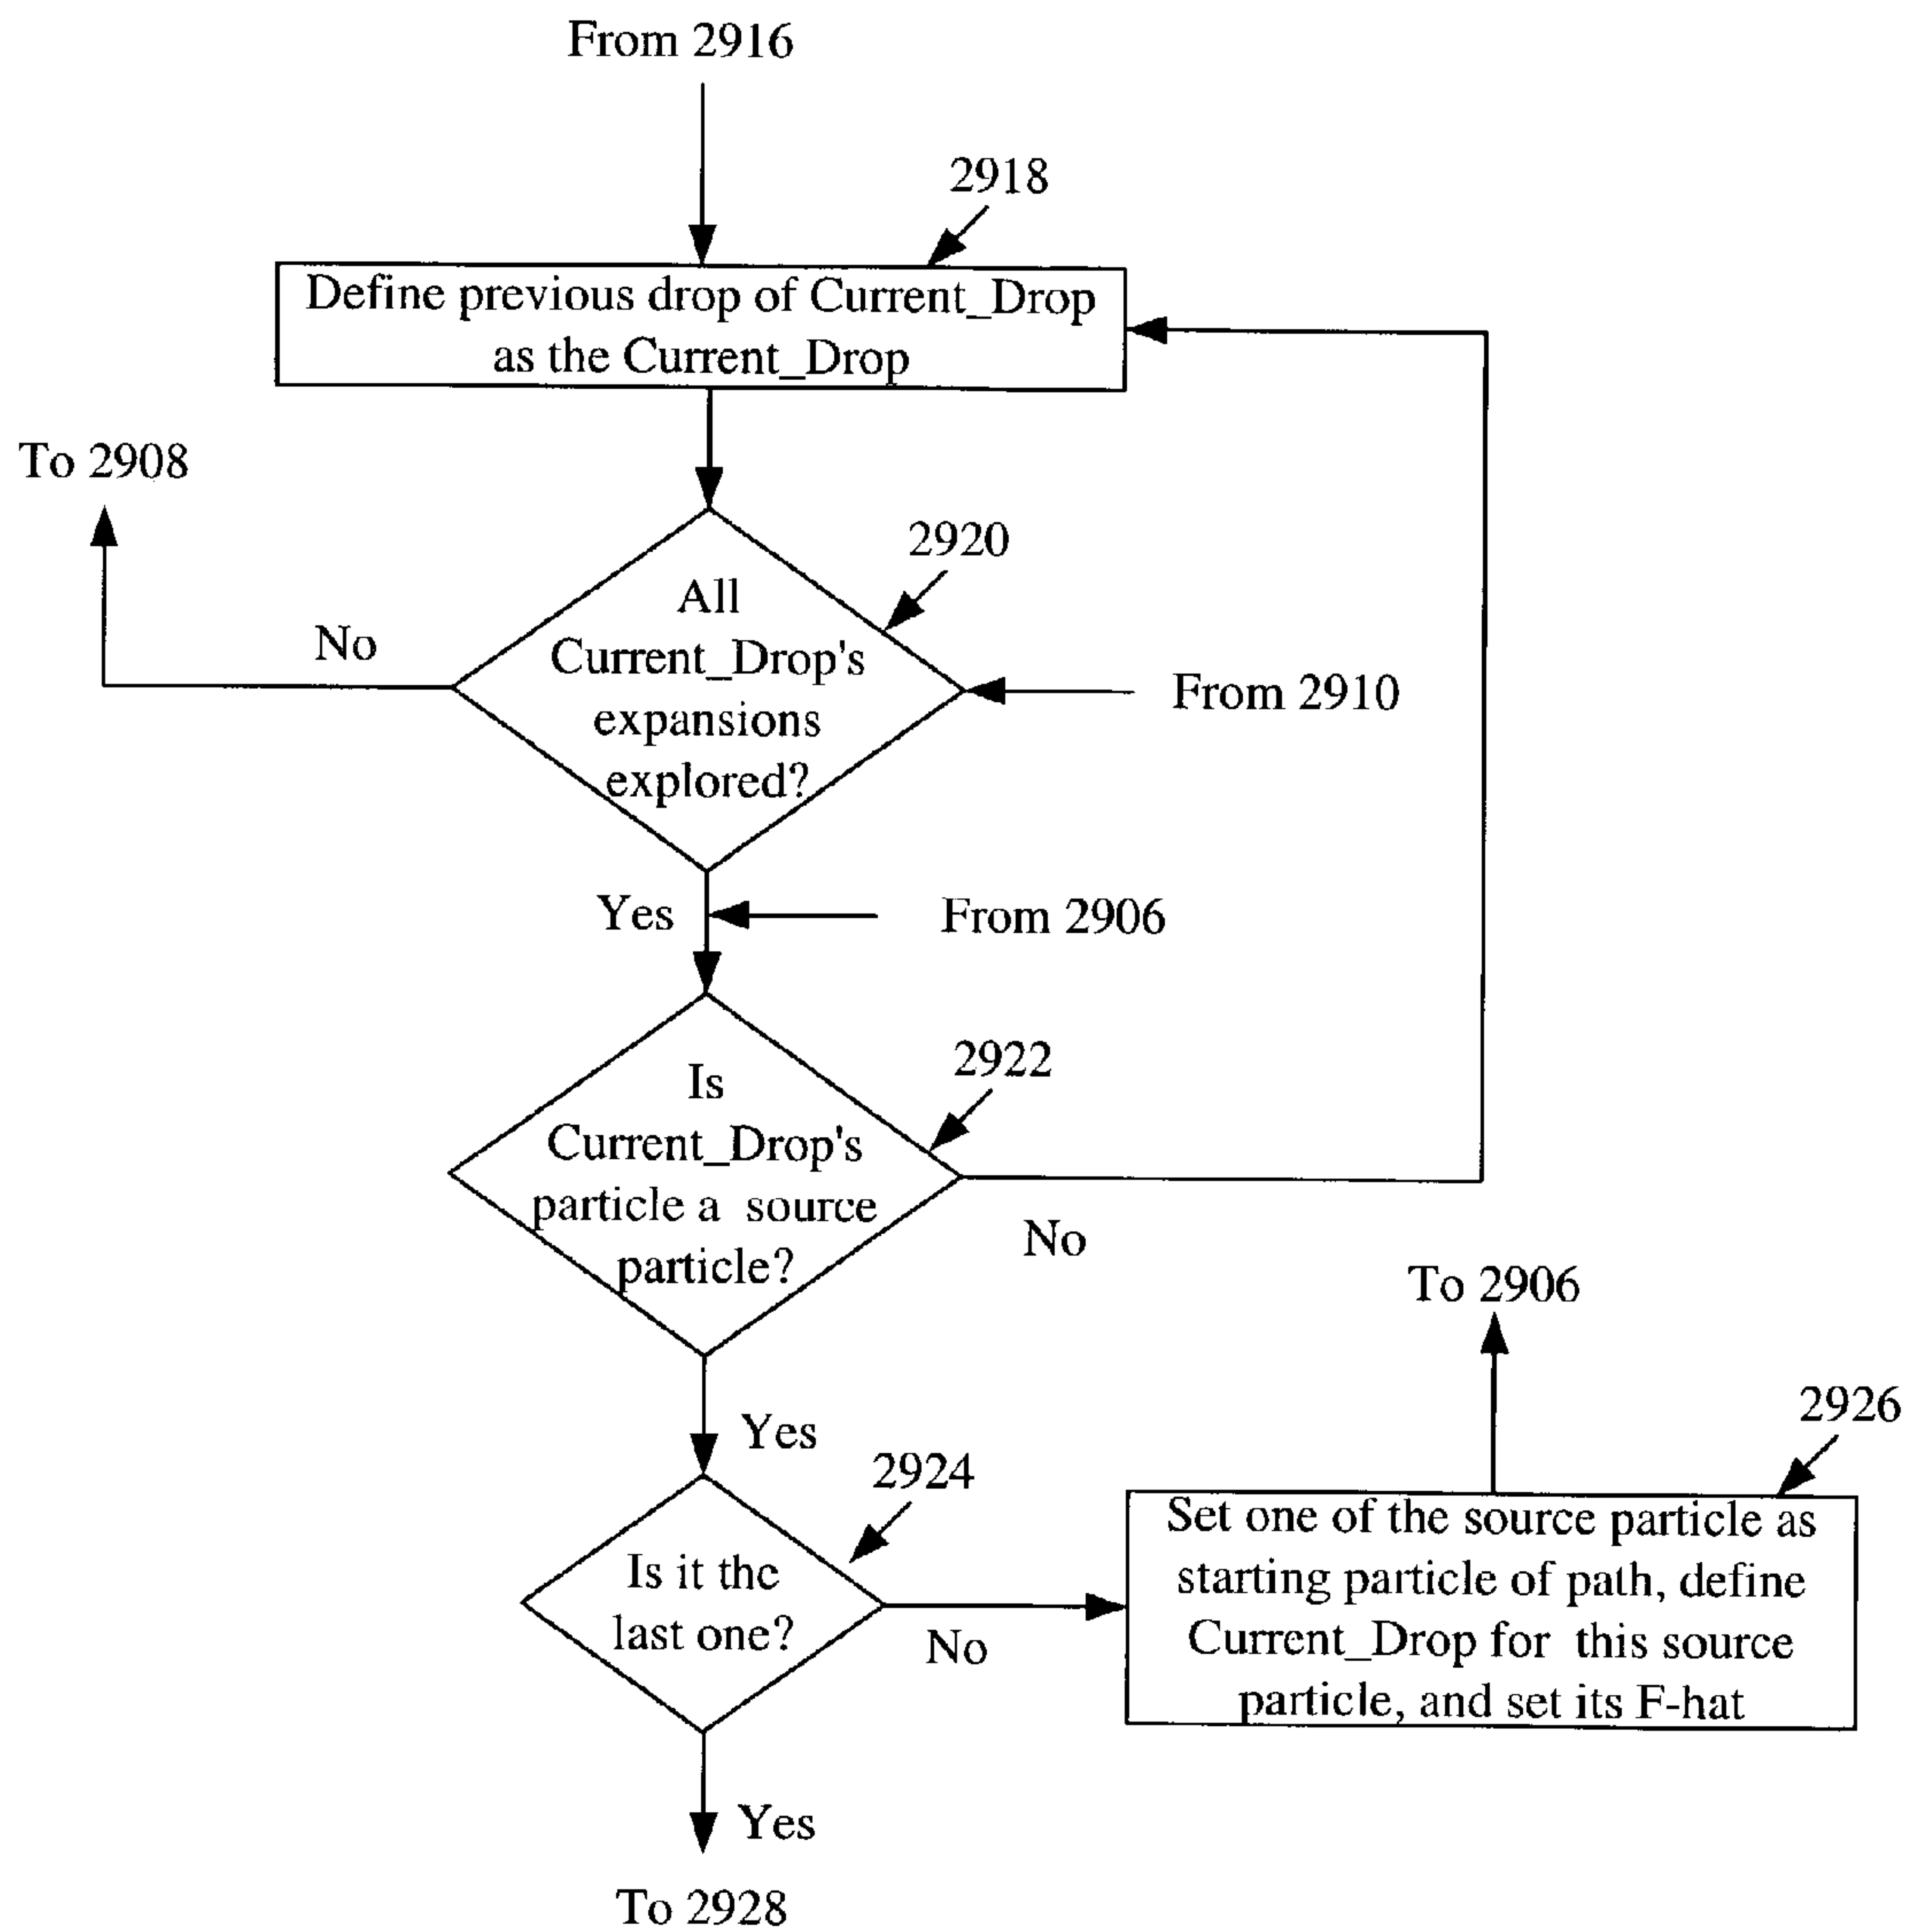 From 2916
2918
Define previous drop of Current_Drop
as the Current_Drop
To 2908
2920
All
Current_Drop's
expansions
explored?
No
From 2910
Yes
From 2906
2922
Is
Current_Drop's
particle a source
particle?
No
To 2906
2926
Yes
2924
Set one of the source particle as
starting particle of path, define
Current_Drop for this source
particle, and set its F-hat
Is it the
last one?
No
Yes
To 2928